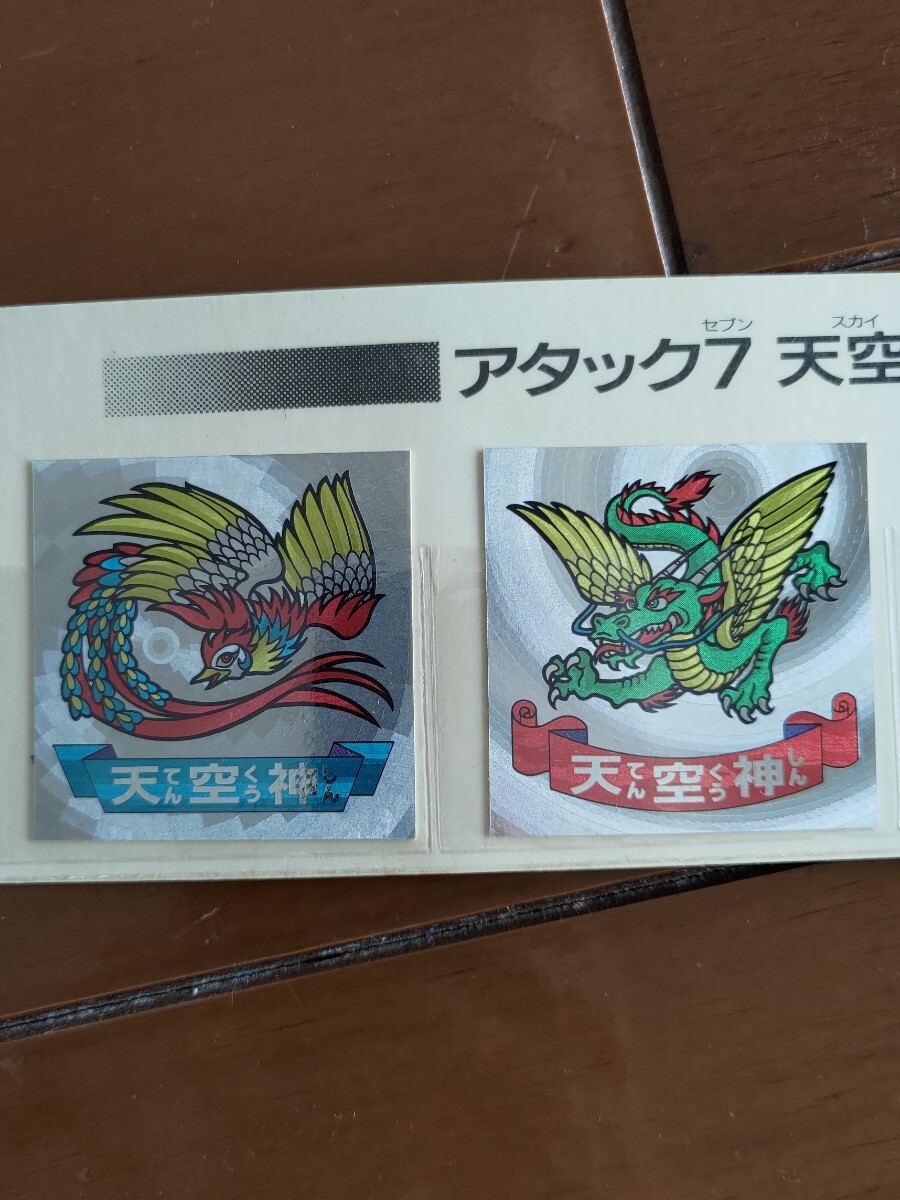 セブン スカイ
アタック7 天空
天空神
てんくうしん
天空神
てんくうしん